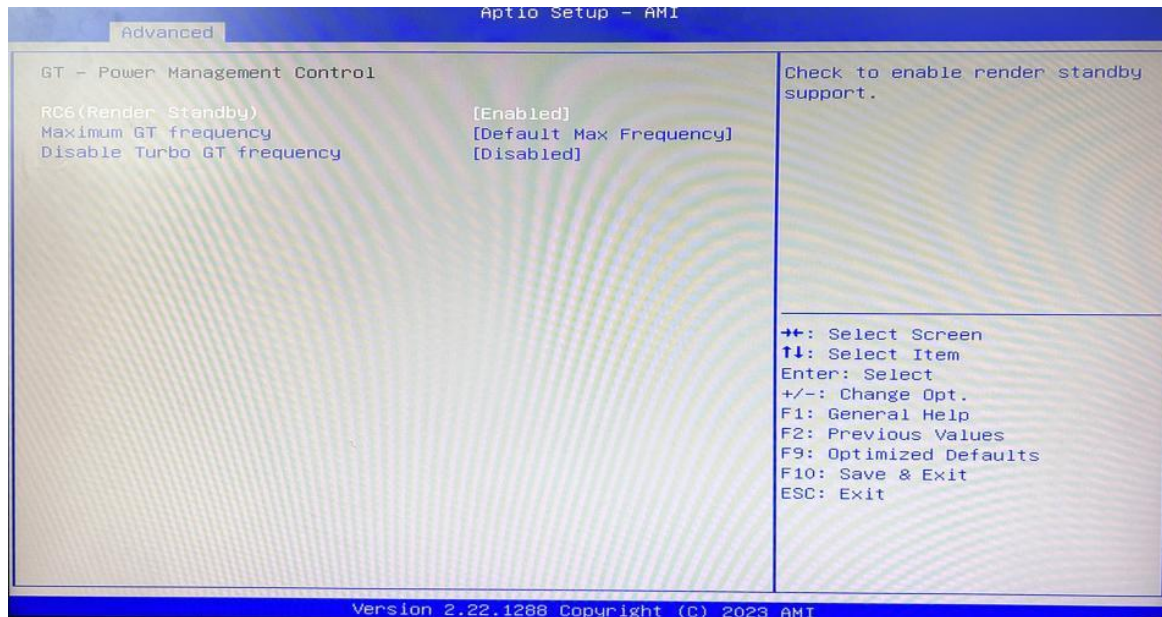 Aptio Setup – AMI
Advanced
GT – Power Management Control
RC6(Render Standby) [Enabled]
Maximum GT frequency [Default Max Frequency]
Disable Turbo GT frequency [Disabled]
Check to enable render standby
support.
→←: Select Screen
↑↓: Select Item
Enter: Select
+/-: Change Opt.
F1: General Help
F2: Previous Values
F9: Optimized Defaults
F10: Save & Exit
ESC: Exit
Version 2.22.1288 Copyright (C) 2023 AMI